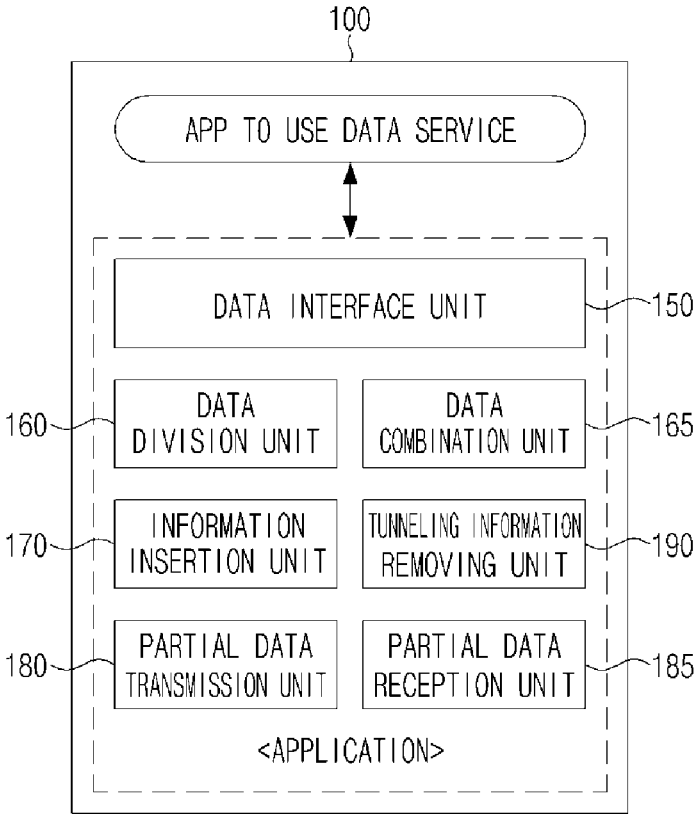 100
APP TO USE DATA SERVICE
DATA INTERFACE UNIT
150
160
DATA
DIVISION UNIT
DATA
COMBINATION UNIT
165
170
INFORMATION
INSERTION UNIT
TUNNELING INFORMATION
REMOVING UNIT
190
180
PARTIAL DATA
TRANSMISSION UNIT
PARTIAL DATA
RECEPTION UNIT
185
<APPLICATION>